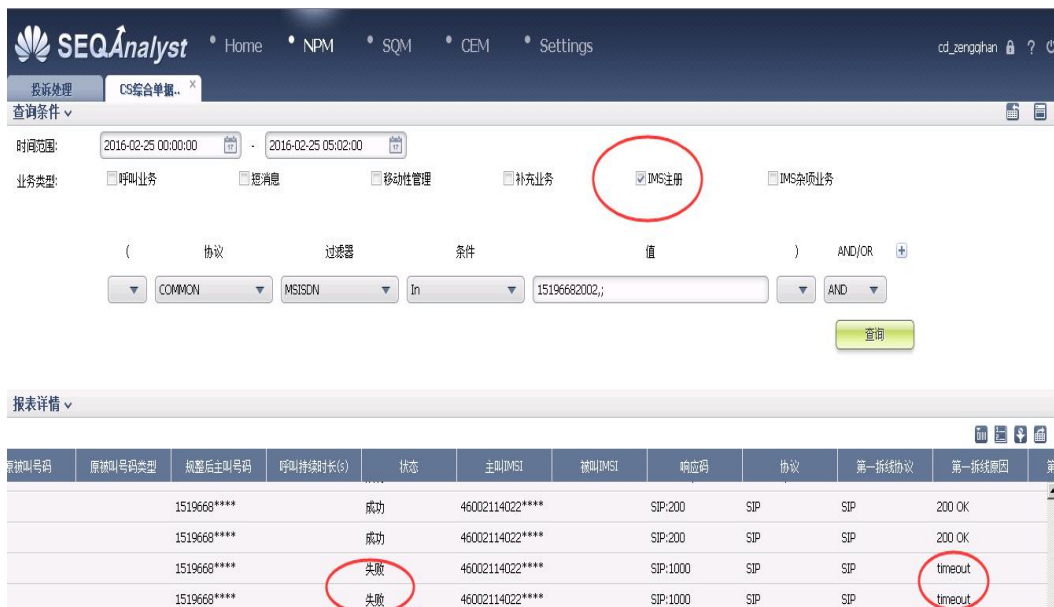 SEQAnalyst Home NPM SQM CEM Settings cd_zengqihan ?
投诉处理 CS综合单据.. ×
查询条件
时间范围: 2016-02-25 00:00:00 - 2016-02-25 05:02:00
业务类型: 呼叫业务 短消息 移动性管理 补充业务 IMS注册 IMS杂项业务
( 协议 过滤器 条件 值 ) AND/OR +
COMMON MSISDN In 15196682002,; AND
查询
报表详情
原被叫号码 原被叫号码类型 规整后主叫号码 呼叫持续时长(s) 状态 主叫IMSI 被叫IMSI 响应码 协议 第一拆线协议 第一拆线原因 第
1519668**** 成功 46002114022**** SIP:200 SIP SIP 200 OK
1519668**** 成功 46002114022**** SIP:200 SIP SIP 200 OK
1519668**** 失败 46002114022**** SIP:1000 SIP SIP timeout
1519668**** 失败 46002114022**** SIP:1000 SIP SIP timeout